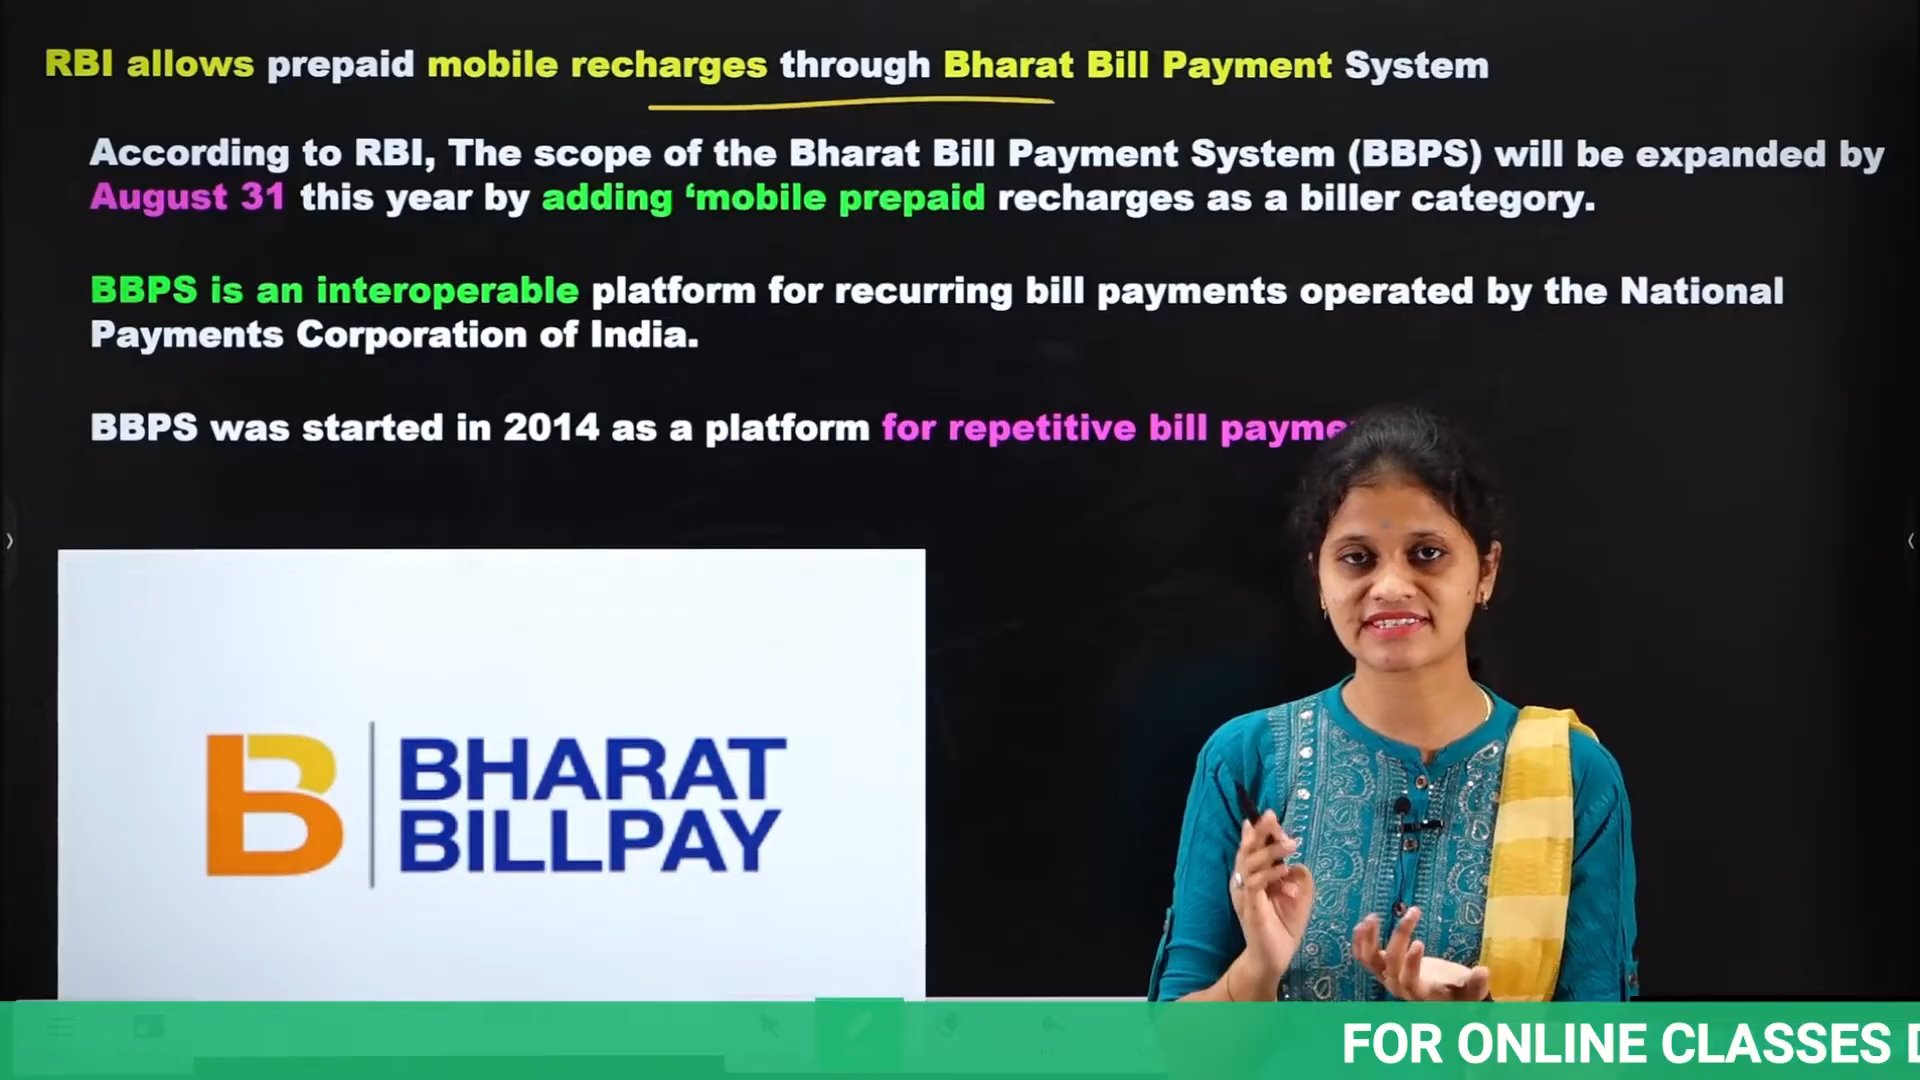 RBI allows prepaid mobile recharges through Bharat Bill Payment System
According to RBI, The scope of the Bharat Bill Payment System (BBPS) will be expanded by
August 31 this year by adding ‘mobile prepaid recharges as a biller category.
BBPS is an interoperable platform for recurring bill payments operated by the National
Payments Corporation of India.
BBPS was started in 2014 as a platform for repetitive bill
BHARAT
BILLPAY
FOR ONLINE CLASSES